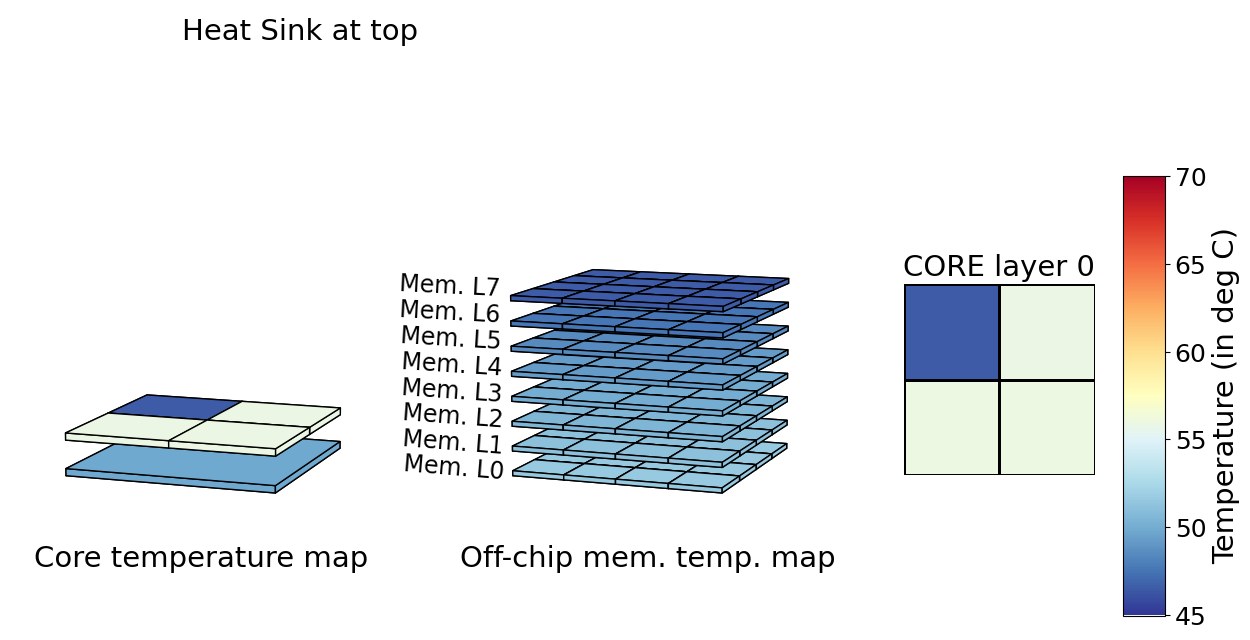 Heat Sink at top
Mem. L7
Mem. L6
Mem. L5
Mem. L4
Mem. L3
Mem. L2
Mem. L1
Mem. L0
Core temperature map
Off-chip mem. temp. map
CORE layer 0
70
65
60
55
50
45
Temperature (in deg C)